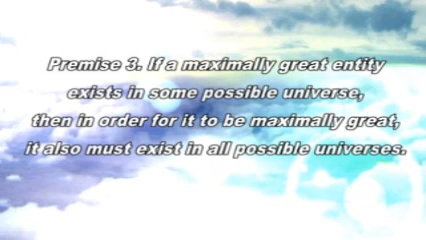 Premise 3. If a maximally great entity
exists in some possible universe,
then in order for it to be maximally great,
it also must exist in all possible universes.